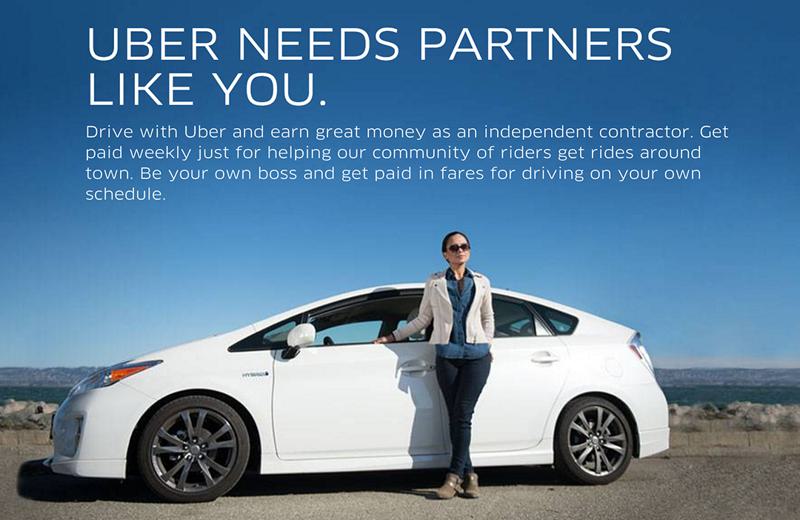 UBER NEEDS PARTNERS
LIKE YOU.
Drive with Uber and earn great money as an independent contractor. Get
paid weekly just for helping our community of riders get rides around
town. Be your own boss and get paid in fares for driving on your own
schedule.
HYBRID